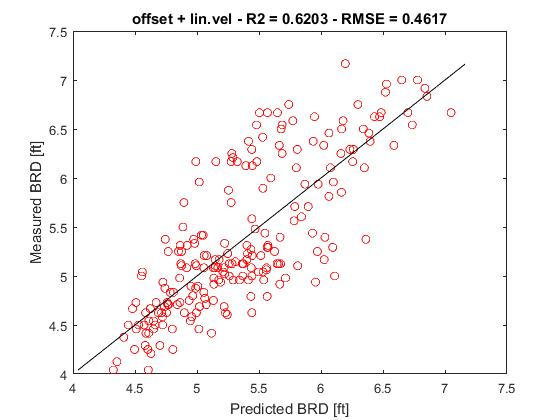 offset + lin.vel - R2 = 0.6203 - RMSE = 0.4617
7.5
7
6.5
6
5.5
5
4.5
4
Measured BRD [ft]
4 4.5 5 5.5 6 6.5 7 7.5
Predicted BRD [ft]